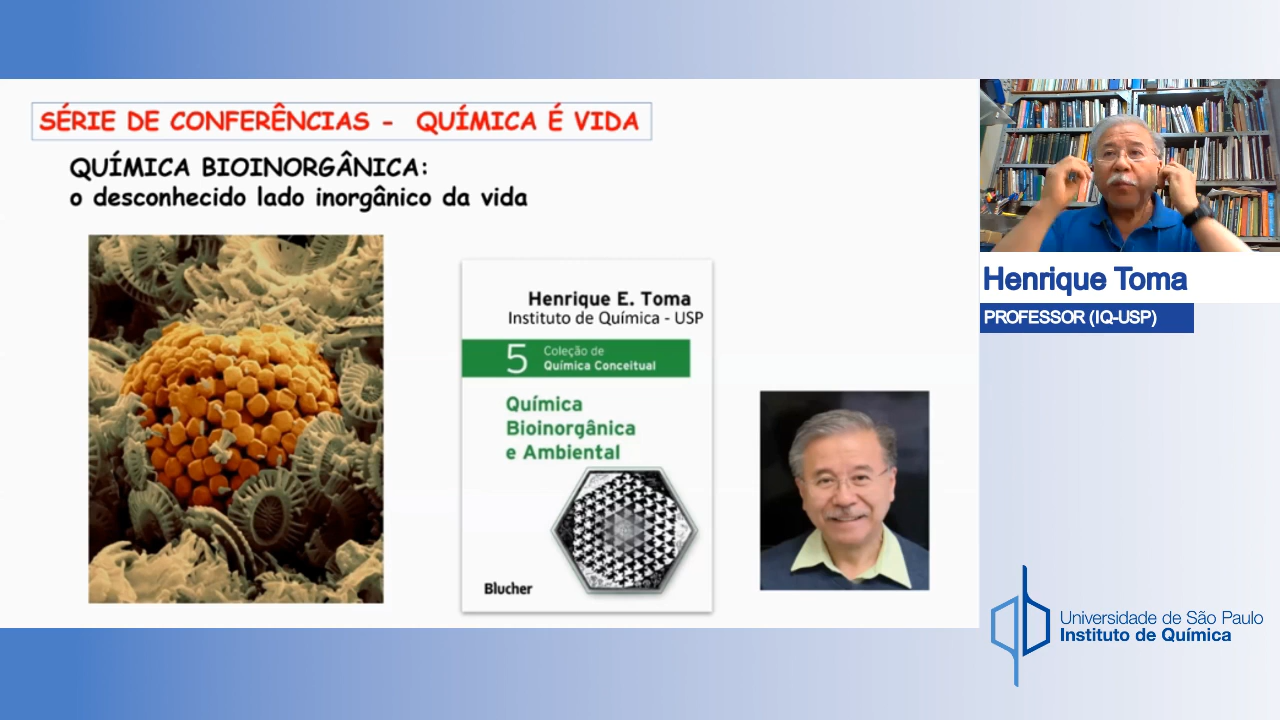 SÉRIE DE CONFERÊNCIAS - QUÍMICA É VIDA
QUÍMICA BIOINORGÂNICA:
o desconhecido lado inorgânico da vida
Henrique E. Toma
Instituto de Química - USP
5
Coleção de
Química Conceitual
Química
Bioinorgânica
e Ambiental
Blucher
Henrique Toma
PROFESSOR (IQ-USP)
Universidade de São Paulo
Instituto de Química